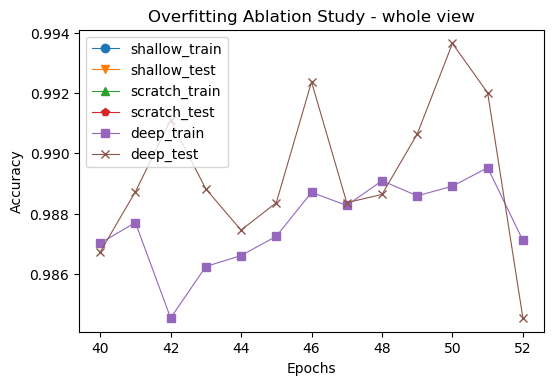 Overfitting Ablation Study - whole view
0.994
0.992
0.990
0.988
0.986
Accuracy
shallow_train
shallow_test
scratch_train
scratch_test
deep_train
deep_test
40
42
44
46
48
50
52
Epochs